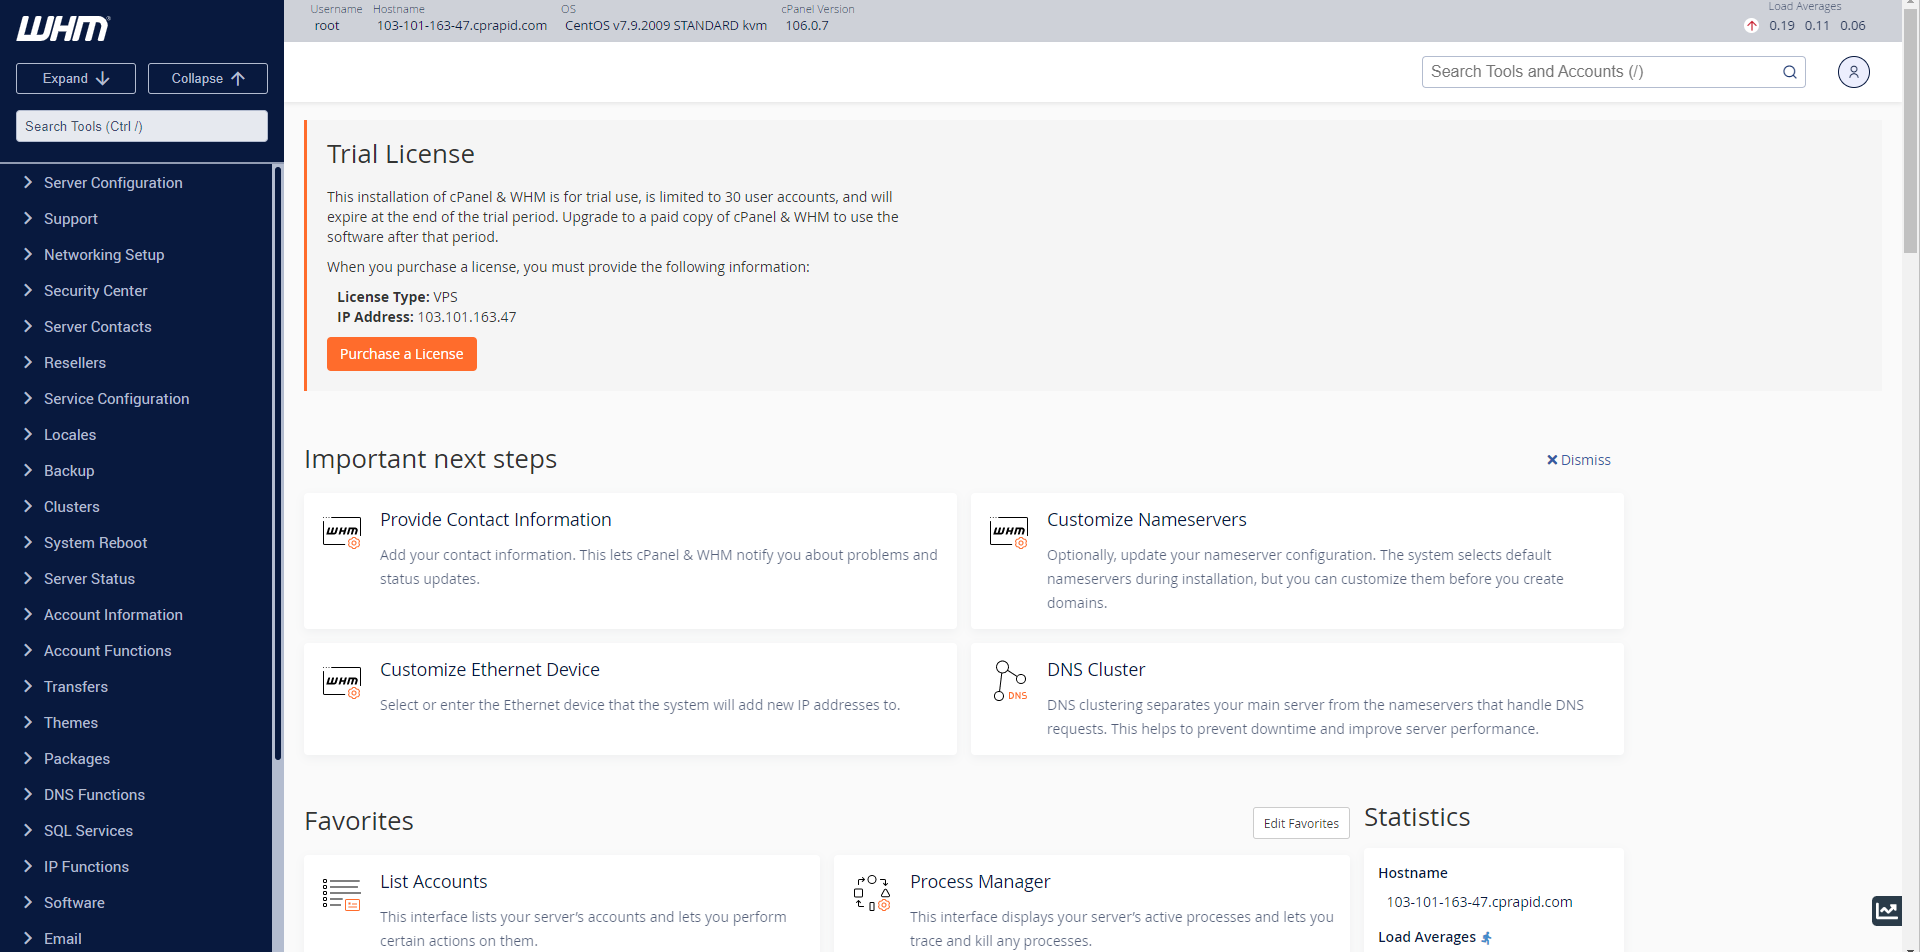 WHM
Expand
Collapse
Search Tools (Ctrl /)
Server Configuration
Support
Networking Setup
Security Center
Server Contacts
Resellers
Service Configuration
Locales
Backup
Clusters
System Reboot
Server Status
Account Information
Account Functions
Transfers
Themes
Packages
DNS Functions
SQL Services
IP Functions
Software
Email
Username Hostname OS cPanel Version Load Averages
root 103-101-163-47.cprapid.com CentOS v7.9.2009 STANDARD kvm 106.0.7 0.19 0.11 0.06
Search Tools and Accounts (/)
Trial License
This installation of cPanel & WHM is for trial use, is limited to 30 user accounts, and will
expire at the end of the trial period. Upgrade to a paid copy of cPanel & WHM to use the
software after that period.
When you purchase a license, you must provide the following information:
License Type: VPS
IP Address: 103.101.163.47
Purchase a License
Important next steps
Dismiss
WHM
Provide Contact Information
Add your contact information. This lets cPanel & WHM notify you about problems and
status updates.
WHM
Customize Nameservers
Optionally, update your nameserver configuration. The system selects default
nameservers during installation, but you can customize them before you create
domains.
WHM
Customize Ethernet Device
Select or enter the Ethernet device that the system will add new IP addresses to.
DNS
DNS Cluster
DNS clustering separates your main server from the nameservers that handle DNS
requests. This helps to prevent downtime and improve server performance.
Favorites
Edit Favorites
List Accounts
This interface lists your server’s accounts and lets you perform
certain actions on them.
Process Manager
This interface displays your server’s active processes and lets you
trace and kill any processes.
Statistics
Hostname
103-101-163-47.cprapid.com
Load Averages